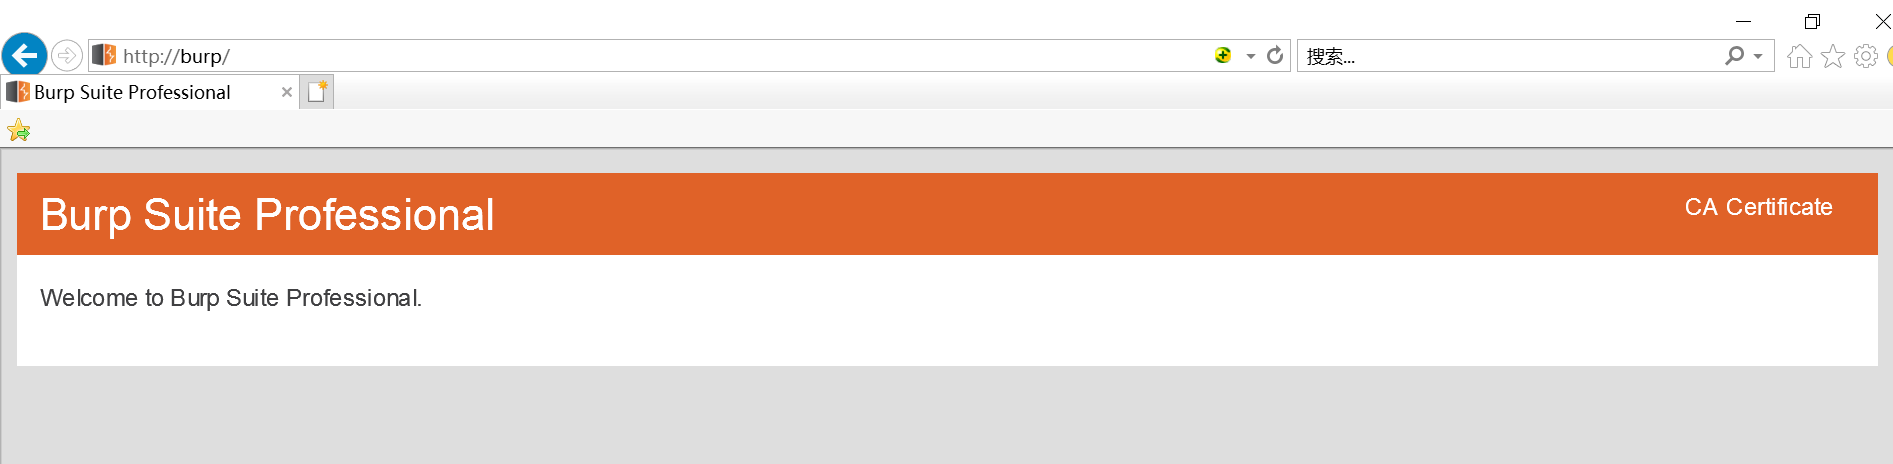 http://burp/
搜索...
Burp Suite Professional
Burp Suite Professional
CA Certificate
Welcome to Burp Suite Professional.